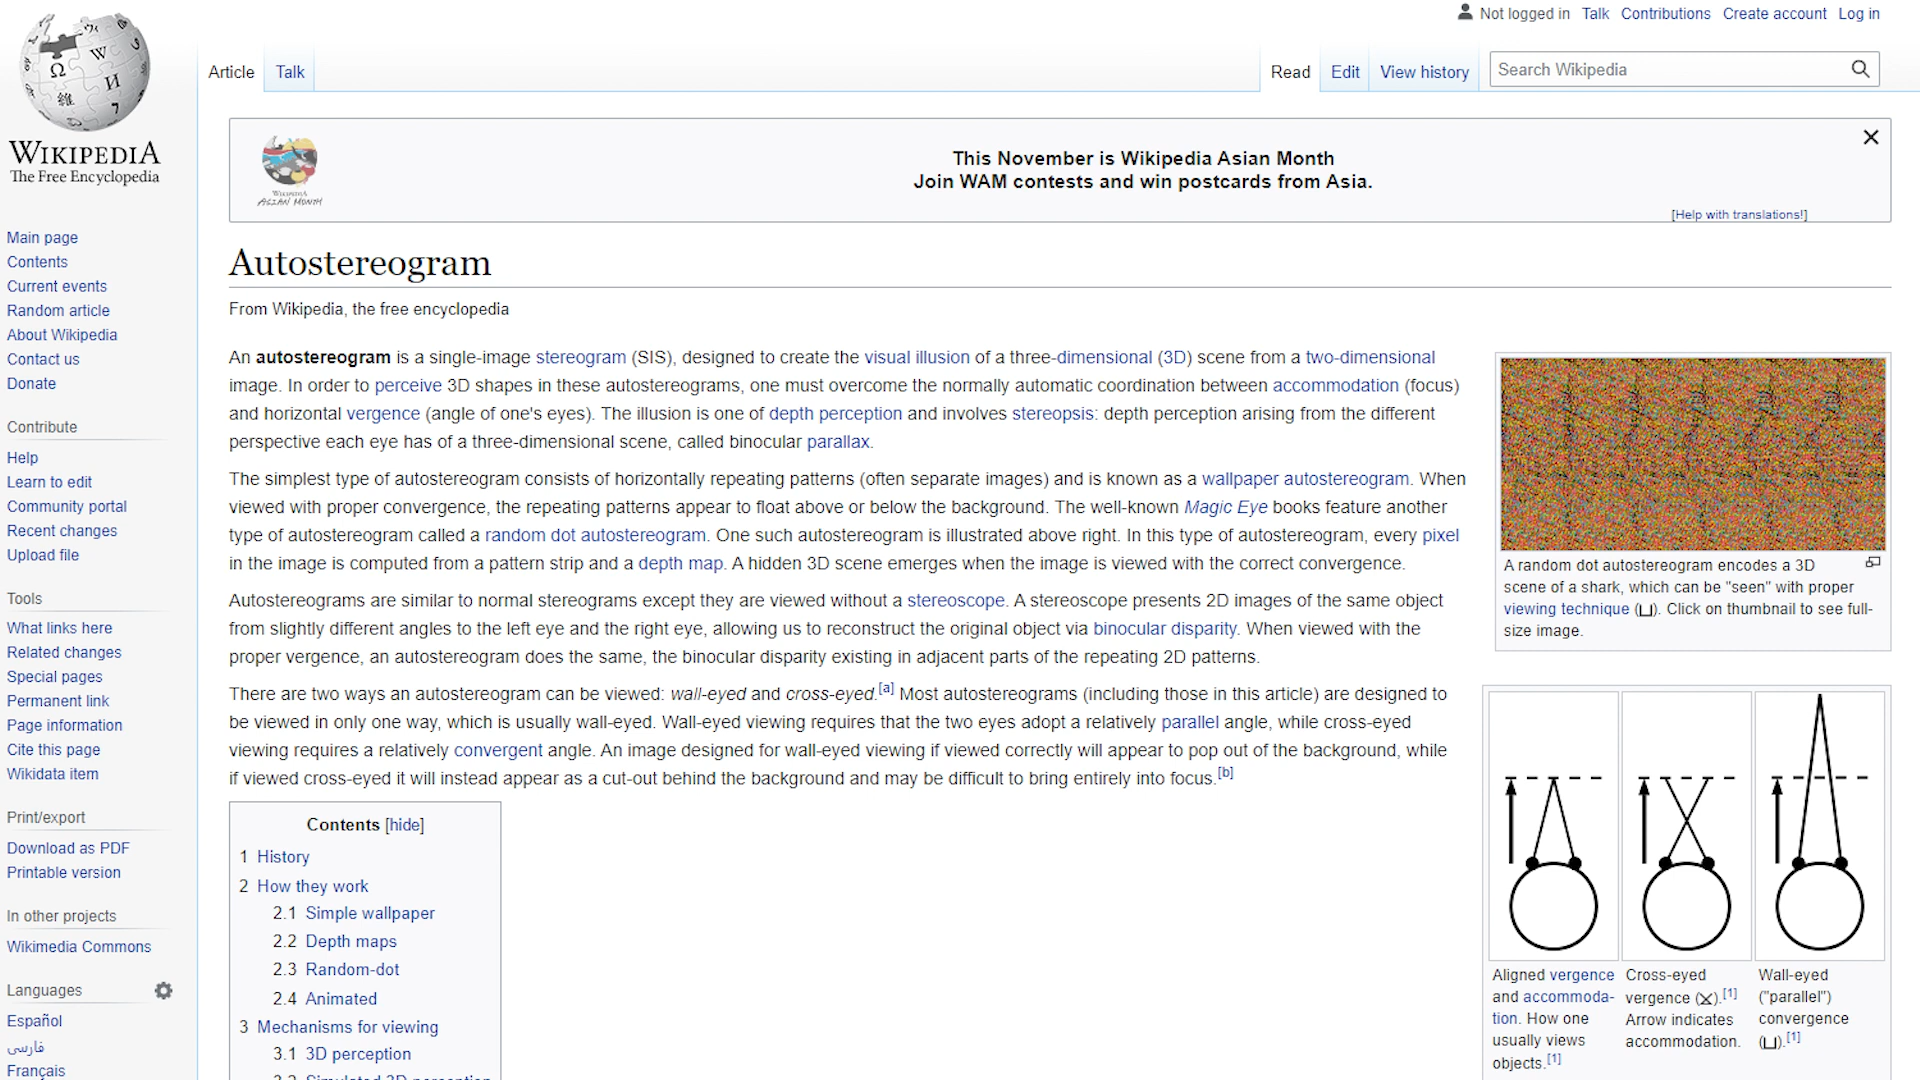 Not logged in Talk Contributions Create account Log in
Article Talk Read Edit View history Search Wikipedia
WIKIPEDIA
The Free Encyclopedia
Main page
Contents
Current events
Random article
About Wikipedia
Contact us
Donate
Contribute
Help
Learn to edit
Community portal
Recent changes
Upload file
Tools
What links here
Related changes
Special pages
Permanent link
Page information
Cite this page
Wikidata item
Print/export
Download as PDF
Printable version
In other projects
Wikimedia Commons
Languages
Español
فارسی
Français
WIKIPEDIA
ASIAN MONTH
This November is Wikipedia Asian Month
Join WAM contests and win postcards from Asia.
[Help with translations!]
Autostereogram
From Wikipedia, the free encyclopedia
An autostereogram is a single-image stereogram (SIS), designed to create the visual illusion of a three-dimensional (3D) scene from a two-dimensional
image. In order to perceive 3D shapes in these autostereograms, one must overcome the normally automatic coordination between accommodation (focus)
and horizontal vergence (angle of one's eyes). The illusion is one of depth perception and involves stereopsis: depth perception arising from the different
perspective each eye has of a three-dimensional scene, called binocular parallax.
The simplest type of autostereogram consists of horizontally repeating patterns (often separate images) and is known as a wallpaper autostereogram. When
viewed with proper convergence, the repeating patterns appear to float above or below the background. The well-known Magic Eye books feature another
type of autostereogram called a random dot autostereogram. One such autostereogram is illustrated above right. In this type of autostereogram, every pixel
in the image is computed from a pattern strip and a depth map. A hidden 3D scene emerges when the image is viewed with the correct convergence.
Autostereograms are similar to normal stereograms except they are viewed without a stereoscope. A stereoscope presents 2D images of the same object
from slightly different angles to the left eye and the right eye, allowing us to reconstruct the original object via binocular disparity. When viewed with the
proper vergence, an autostereogram does the same, the binocular disparity existing in adjacent parts of the repeating 2D patterns.
There are two ways an autostereogram can be viewed: wall-eyed and cross-eyed.[a] Most autostereograms (including those in this article) are designed to
be viewed in only one way, which is usually wall-eyed. Wall-eyed viewing requires that the two eyes adopt a relatively parallel angle, while cross-eyed
viewing requires a relatively convergent angle. An image designed for wall-eyed viewing if viewed correctly will appear to pop out of the background, while
if viewed cross-eyed it will instead appear as a cut-out behind the background and may be difficult to bring entirely into focus.[b]
Contents [hide]
1 History
2 How they work
2.1 Simple wallpaper
2.2 Depth maps
2.3 Random-dot
2.4 Animated
3 Mechanisms for viewing
3.1 3D perception
3.2 Simulated 3D perception
A random dot autostereogram encodes a 3D
scene of a shark, which can be "seen" with proper
viewing technique (). Click on thumbnail to see full-
size image.
Aligned vergence
and accommoda-
tion. How one
usually views
objects.[1]
Cross-eyed
vergence ().[1]
Arrow indicates
accommodation.
Wall-eyed
("parallel")
convergence
().[1]